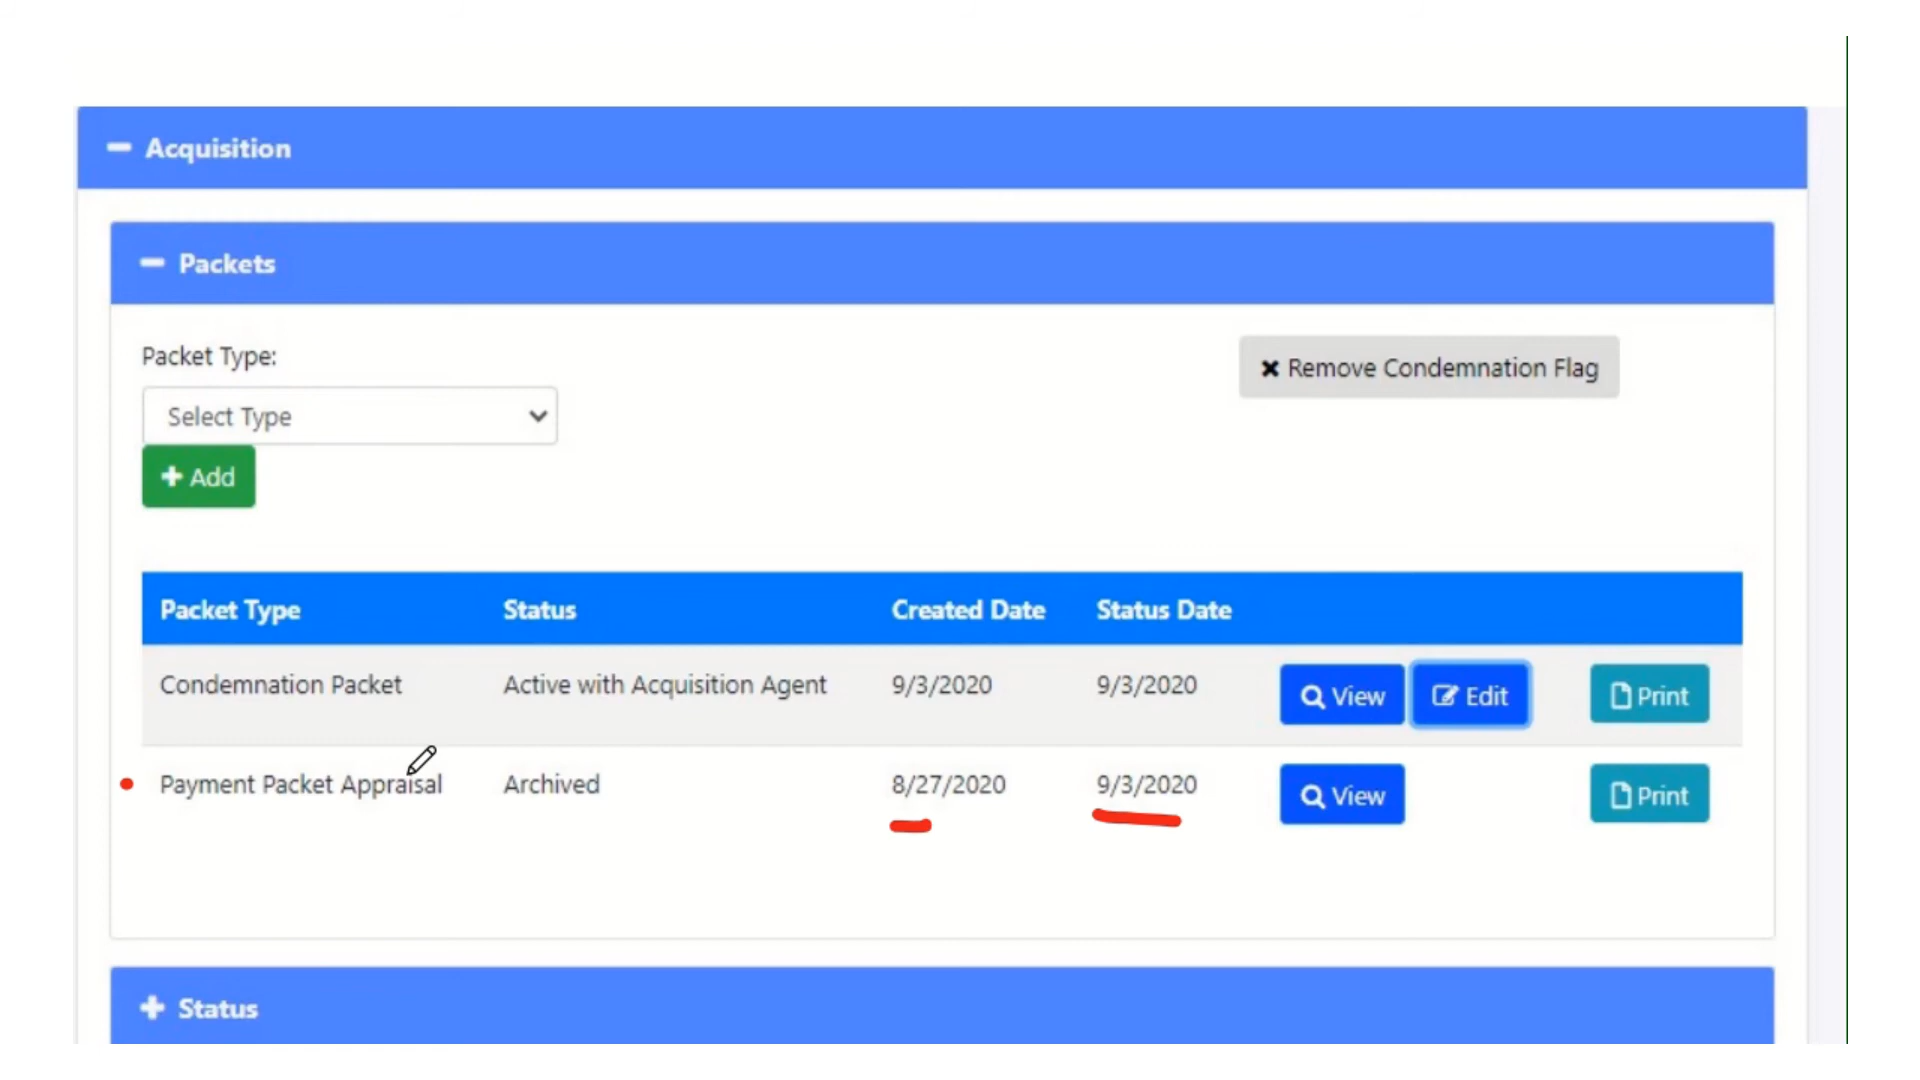 Acquisition
Packets
Packet Type:
Remove Condemnation Flag
Select Type
Add
Packet Type Status Created Date Status Date
Condemnation Packet Active with Acquisition Agent 9/3/2020 9/3/2020 View Edit Print
Payment Packet Appraisal Archived 8/27/2020 9/3/2020 View Print
Status